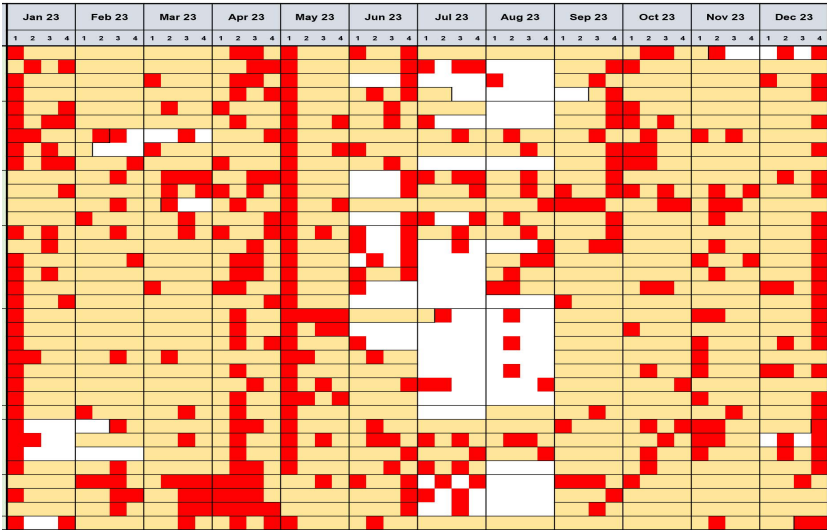 Jan 23 Feb 23 Mar 23 Apr 23 May 23 Jun 23 Jul 23 Aug 23 Sep 23 Oct 23 Nov 23 Dec 23
1 2 3 4 1 2 3 4 1 2 3 4 1 2 3 4 1 2 3 4 1 2 3 4 1 2 3 4 1 2 3 4 1 2 3 4 1 2 3 4 1 2 3 4 1 2 3 4